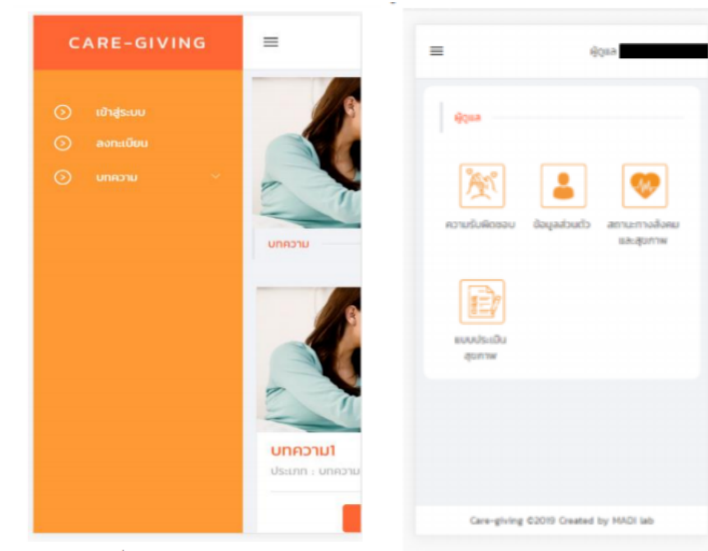 CARE-GIVING
เข้าสู่ระบบ
ลงทะเบียน
บทความ
บทความ
บทความ1
ประเภท : บทความ
ผู้ดูแล
ผู้ดูแล
ความรับผิดชอบ
ข้อมูลส่วนตัว
สถานะทางสังคม
และสุขภาพ
แบบประเมิน
สุขภาพ
Care-giving ©2019 Created by MADI lab